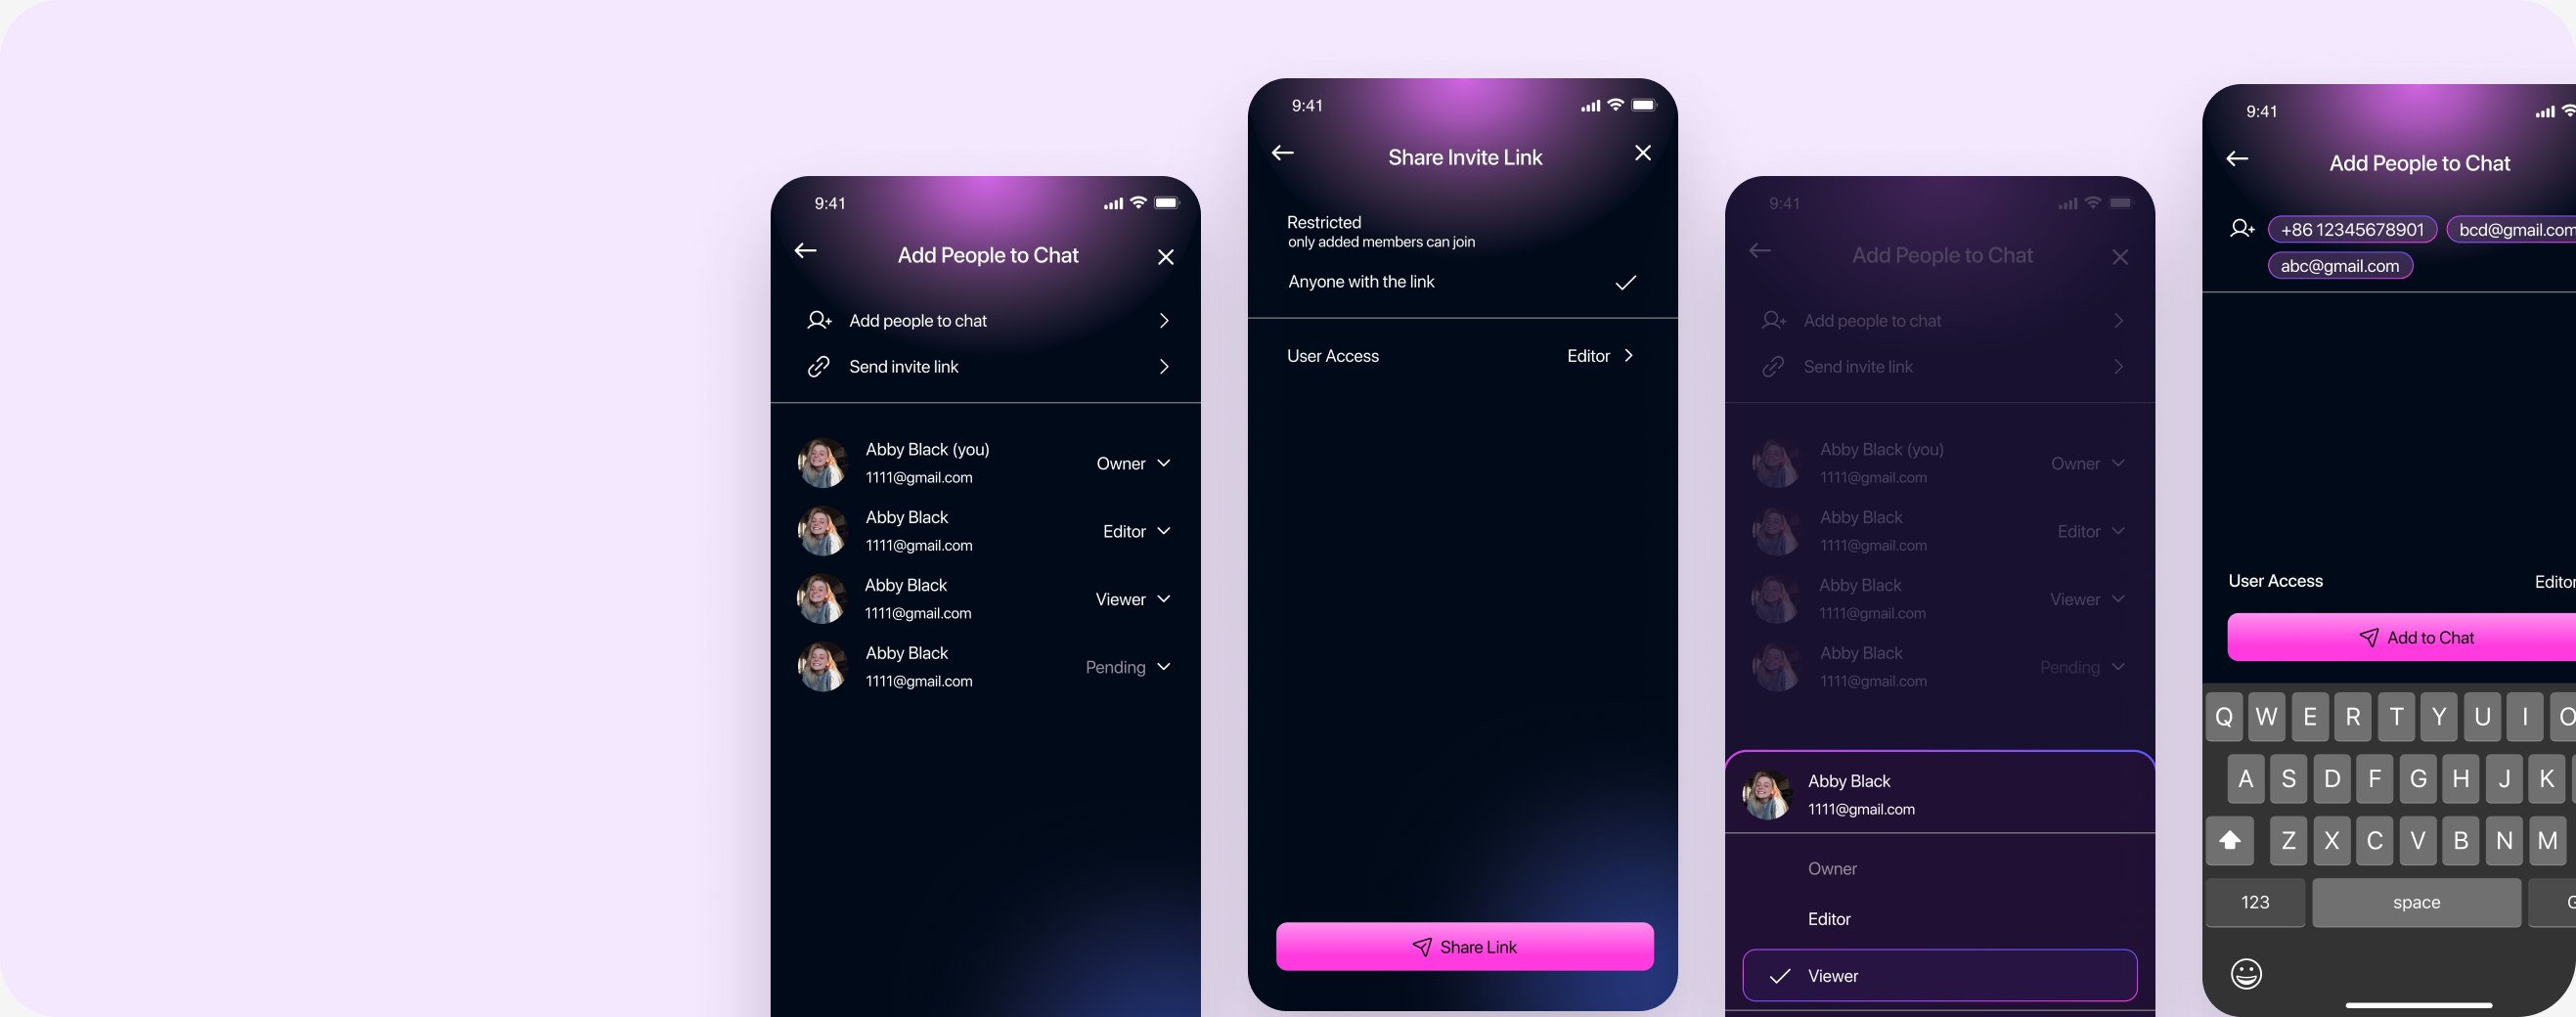 9:41
Add People to Chat
Add people to chat
Send invite link
Abby Black (you)
1111@gmail.com
Owner
Abby Black
1111@gmail.com
Editor
Abby Black
1111@gmail.com
Viewer
Abby Black
1111@gmail.com
Pending
9:41
Share Invite Link
Restricted
only added members can join
Anyone with the link
User Access
Editor
Share Link
9:41
Add People to Chat
Add people to chat
Send invite link
Abby Black (you)
1111@gmail.com
Owner
Abby Black
1111@gmail.com
Editor
Abby Black
1111@gmail.com
Viewer
Abby Black
1111@gmail.com
Pending
Abby Black
1111@gmail.com
Owner
Editor
Viewer
9:41
Add People to Chat
+86 12345678901
bcd@gmail.com
abc@gmail.com
User Access
Editor
Add to Chat
Q W E R T Y U I O
A S D F G H J K
Z X C V B N M
123 space